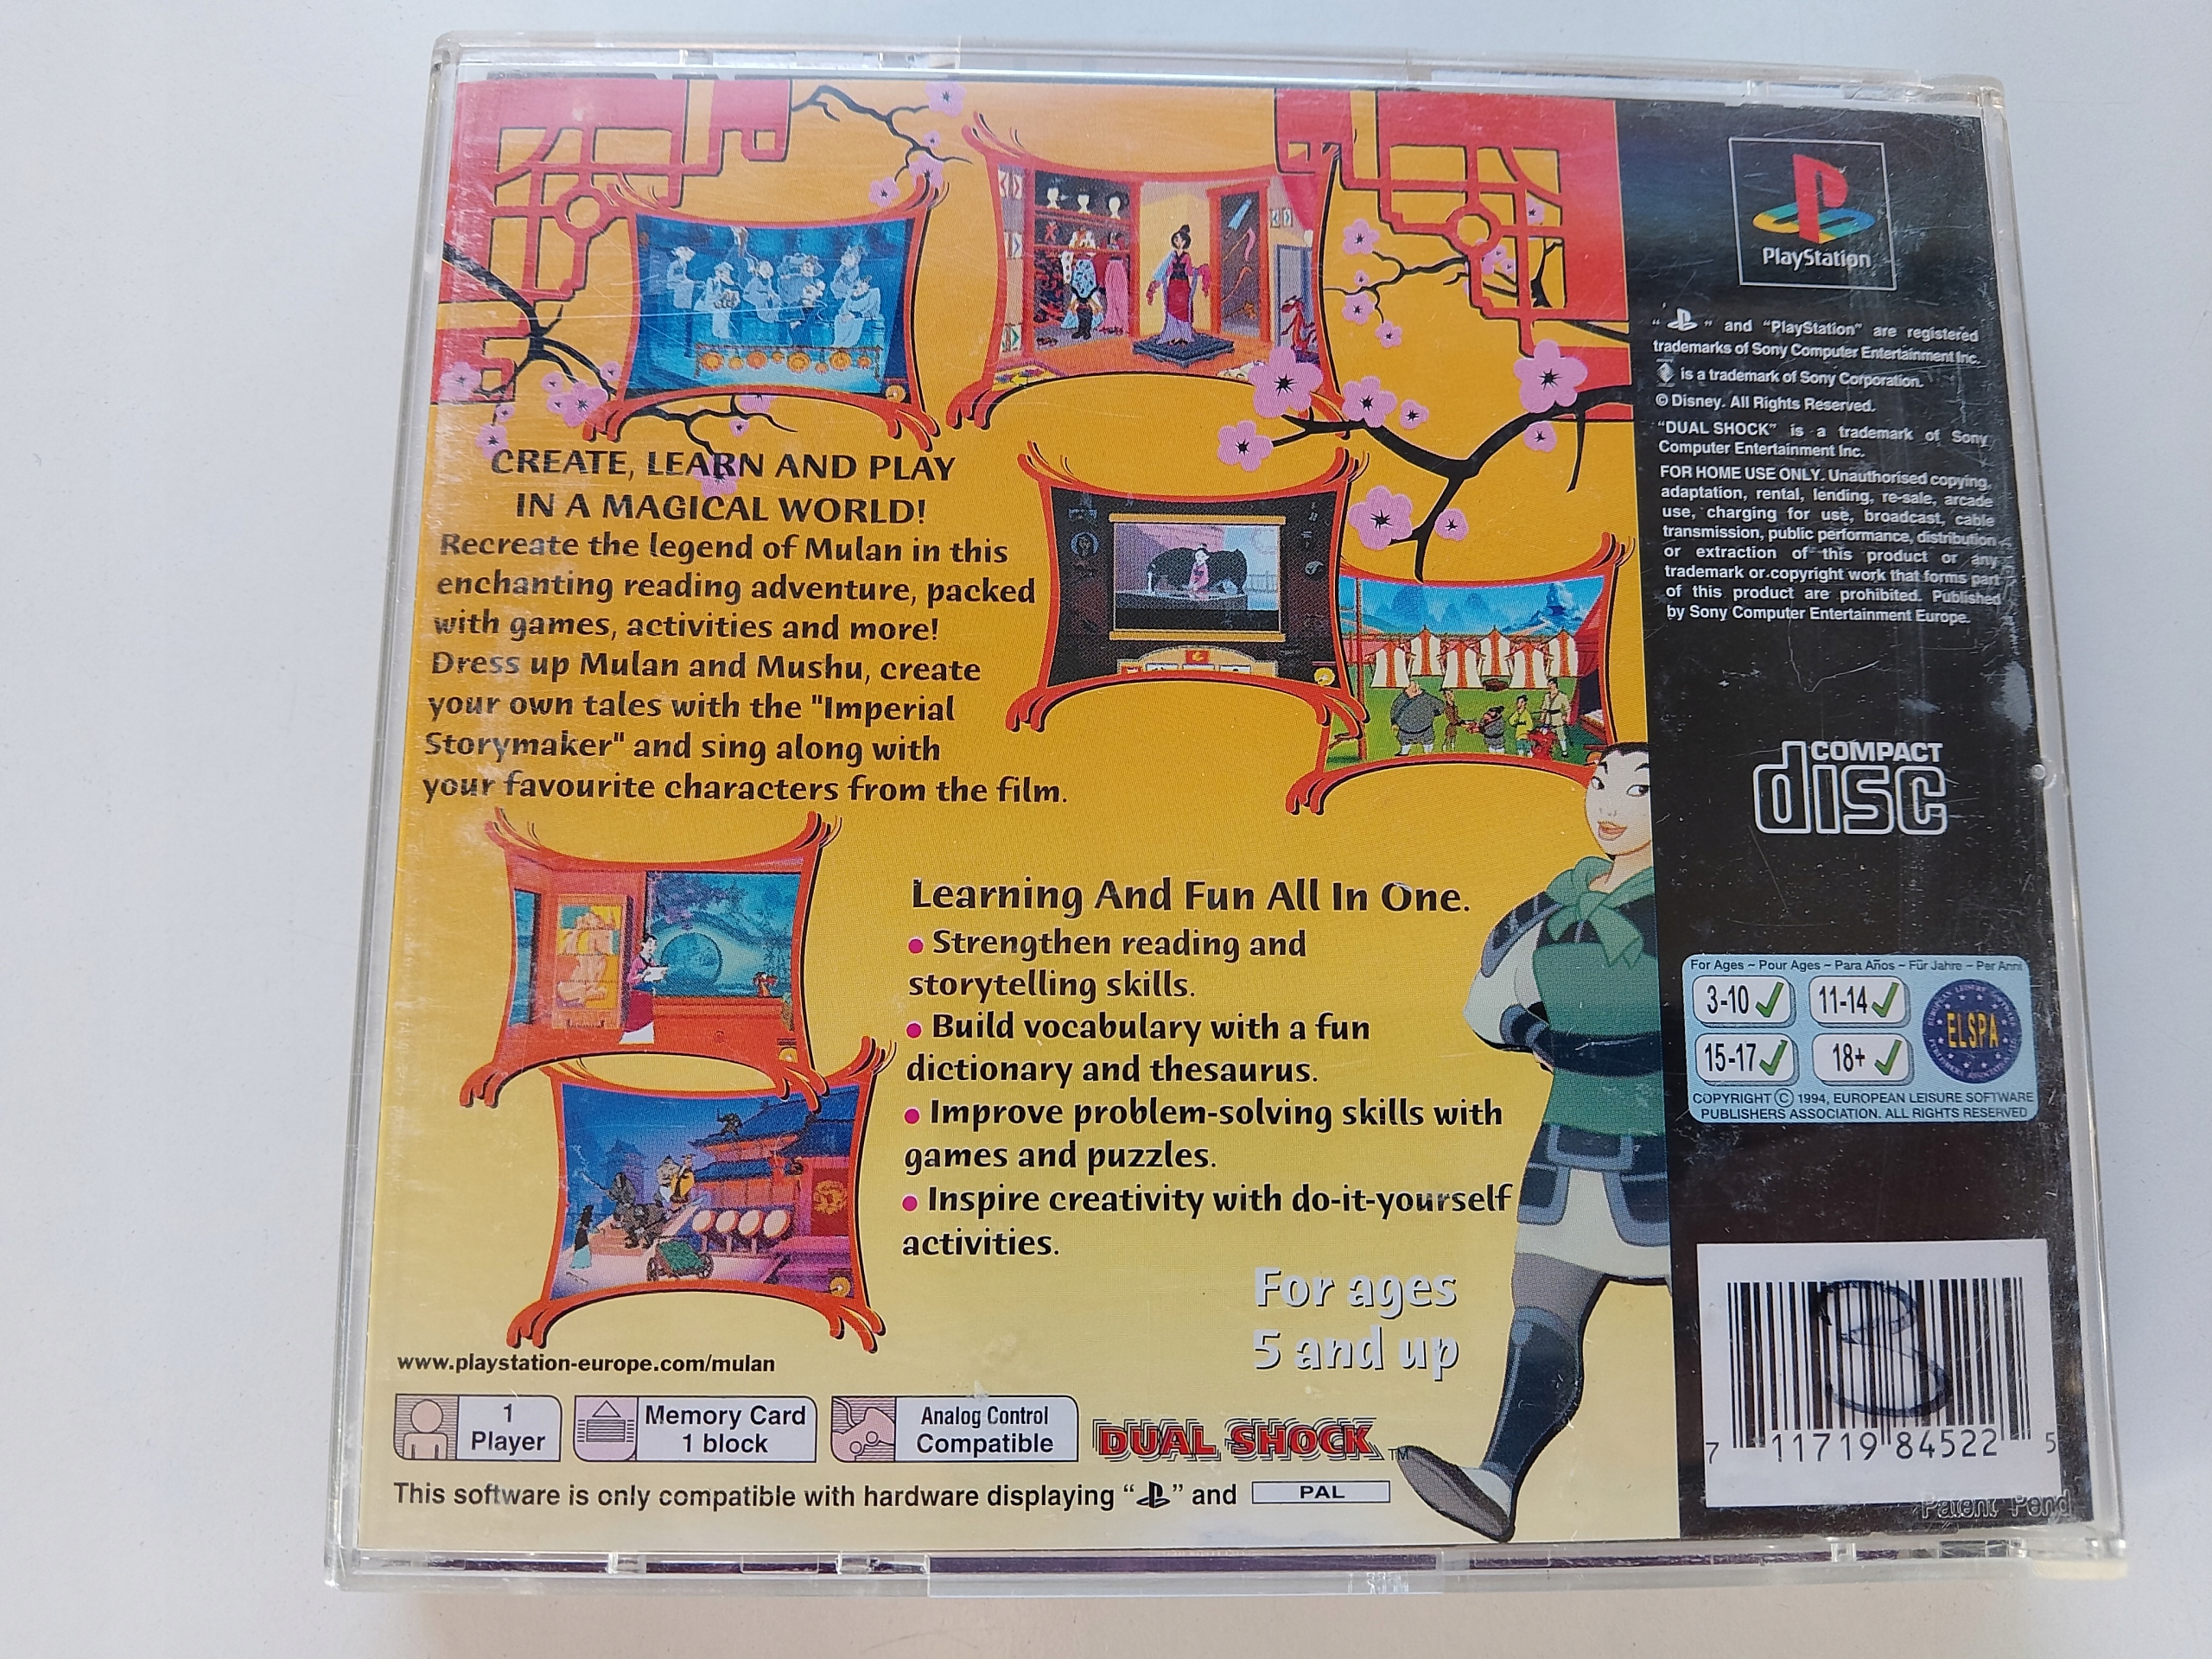 CREATE, LEARN AND PLAY
IN A MAGICAL WORLD!
Recreate the legend of Mulan in this
enchanting reading adventure, packed
with games, activities and more!
Dress up Mulan and Mushu, create
your own tales with the "Imperial
Storymaker" and sing along with
your favourite characters from the film.
Learning And Fun All In One.
• Strengthen reading and
storytelling skills.
• Build vocabulary with a fun
dictionary and thesaurus.
• Improve problem-solving skills with
games and puzzles.
• Inspire creativity with do-it-yourself
activities.
For ages
5 and up
www.playstation-europe.com/mulan
1
Player
Memory Card
1 block
Analog Control
Compatible
DUAL SHOCK™
This software is only compatible with hardware displaying “ ” and PAL
PlayStation
“ ” and “PlayStation” are registered
trademarks of Sony Computer Entertainment Inc.
is a trademark of Sony Corporation.
© Disney. All Rights Reserved.
“DUAL SHOCK” is a trademark of Sony
Computer Entertainment Inc.
FOR HOME USE ONLY. Unauthorised copying,
adaptation, rental, lending, re-sale, arcade
use, charging for use, broadcast, cable
transmission, public performance, distribution
or extraction of this product or any
trademark or copyright work that forms part
of this product are prohibited. Published
by Sony Computer Entertainment Europe.
COMPACT
disc
For Ages ~ Pour Ages ~ Para Años ~ Für Jahre ~ Per Anni
3-10 ✓ 11-14 ✓
15-17 ✓ 18+ ✓
ELSPA
COPYRIGHT © 1994, EUROPEAN LEISURE SOFTWARE
PUBLISHERS ASSOCIATION. ALL RIGHTS RESERVED
7 11719 84522 5
Patent Pend